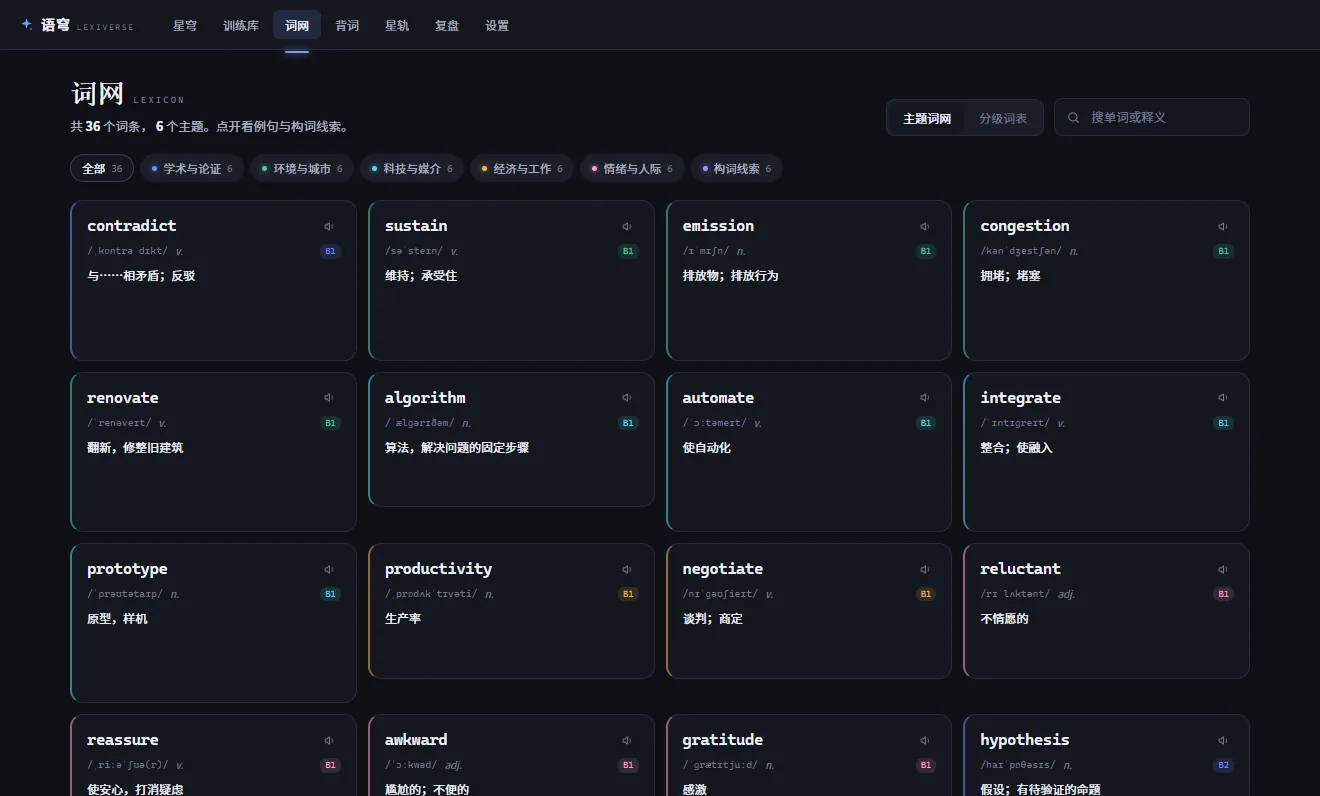 语穹 LEXIVERSE 星穹 训练库 词网 背词 星轨 复盘 设置
词网 LEXICON
共 36 个词条， 6 个主题。点开看例句与构词线索。
主题词网 分级词表 搜单词或释义
全部 36 学术与论证 6 环境与城市 6 科技与媒介 6 经济与工作 6 情绪与人际 6 构词线索 6
contradict sustain emission congestion
/ˌkɒntrəˈdɪkt/ v. B1 /səˈsteɪn/ v. B1 /ɪˈmɪʃn/ n. B1 /kənˈdʒestʃən/ n. B1
与……相矛盾；反驳 维持；承受住 排放物；排放行为 拥堵；堵塞
renovate algorithm automate integrate
/ˈrenəveɪt/ v. B1 /ˈælɡərɪðəm/ n. B1 /ˈɔːtəmeɪt/ v. B1 /ˈɪntɪɡreɪt/ v. B1
翻新，修整旧建筑 算法，解决问题的固定步骤 使自动化 整合；使融入
prototype productivity negotiate reluctant
/ˈprəʊtətaɪp/ n. B1 /ˌprɒdʌkˈtɪvəti/ n. B1 /nɪˈɡəʊʃieɪt/ v. B1 /rɪˈlʌktənt/ adj. B1
原型，样机 生产率 谈判；商定 不情愿的
reassure awkward gratitude hypothesis
/ˌriːəˈʃʊə(r)/ v. B1 /ˈɔːkwəd/ adj. B1 /ˈɡrætɪtjuːd/ n. B1 /haɪˈpɒθəsɪs/ n. B2
使安心，打消疑虑 尴尬的；不便的 感激 假设；有待验证的命题